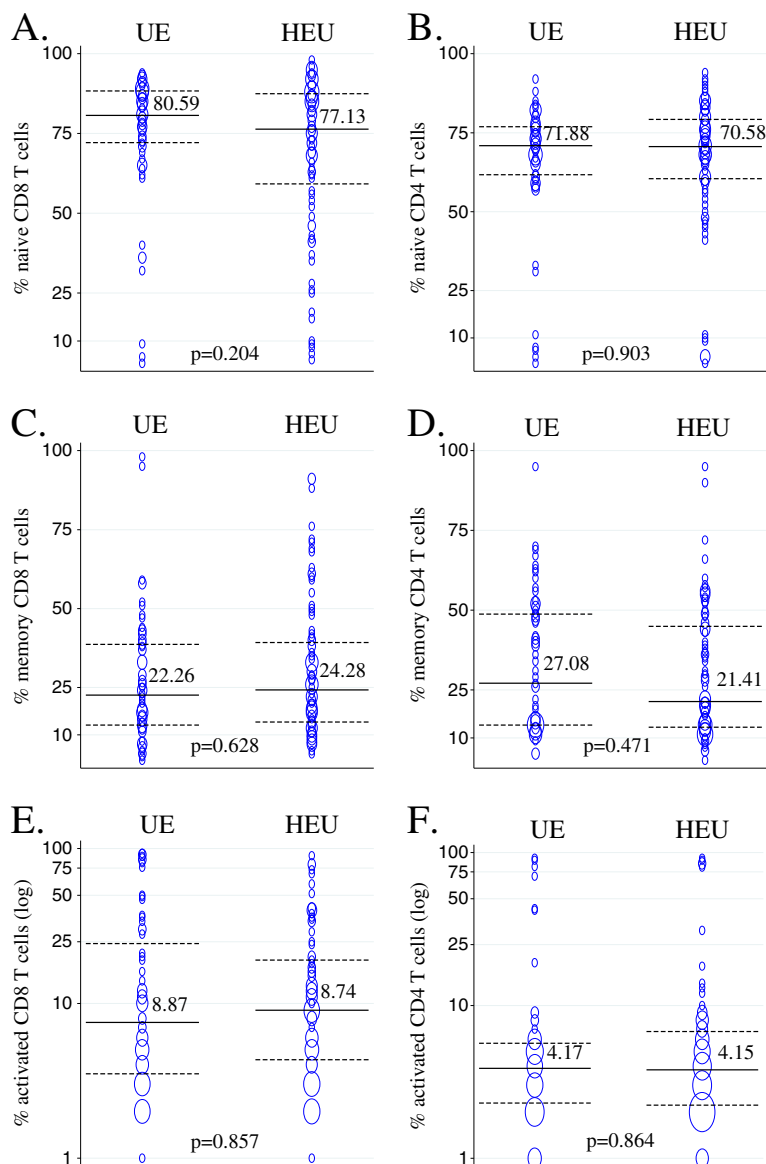 A.
UE HEU
% naive CD8 T cells
100
75
50
25
10
80.59
77.13
p=0.204
B.
UE HEU
% naive CD4 T cells
100
75
50
25
10
71.88
70.58
p=0.903
C.
UE HEU
% memory CD8 T cells
100
75
50
25
10
22.26
24.28
p=0.628
D.
UE HEU
% memory CD4 T cells
100
75
50
25
10
27.08
21.41
p=0.471
E.
UE HEU
% activated CD8 T cells (log)
100
75
50
25
10
1
8.87
8.74
p=0.857
F.
UE HEU
% activated CD4 T cells (log)
100
75
50
25
10
1
4.17
4.15
p=0.864